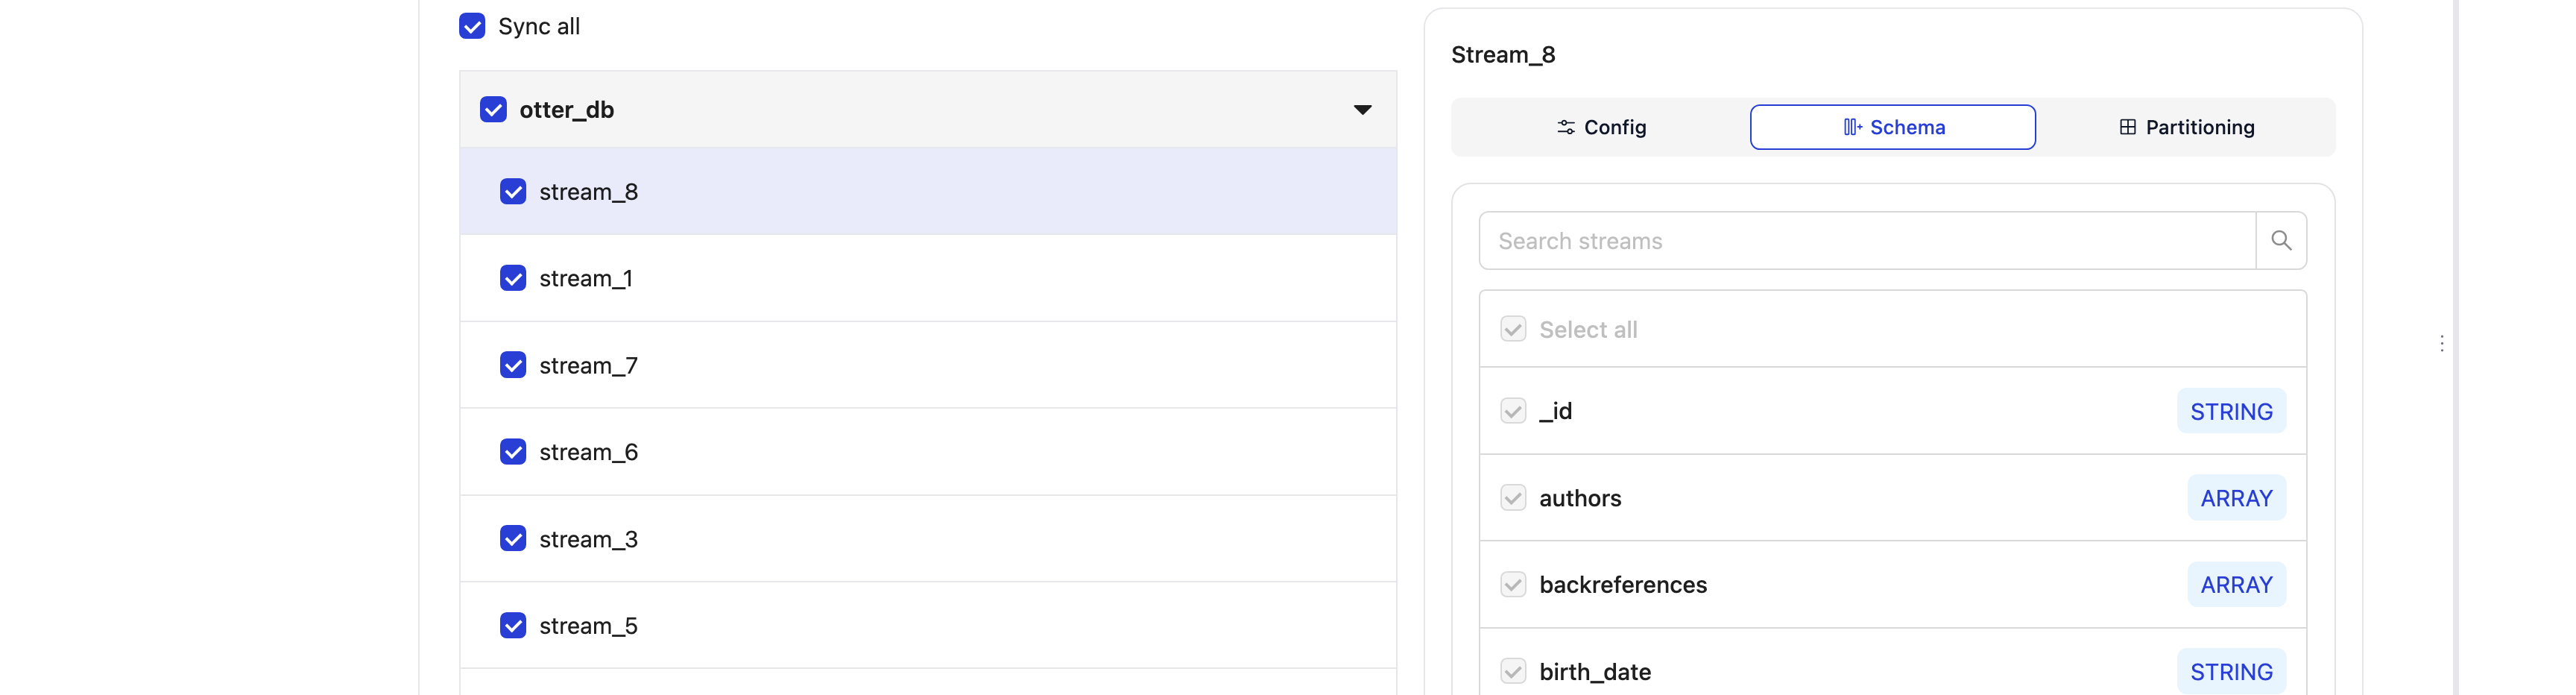 Sync all
otter_db
stream_8
stream_1
stream_7
stream_6
stream_3
stream_5
Stream_8
Config
Schema
Partitioning
Search streams
Select all
_id STRING
authors ARRAY
backreferences ARRAY
birth_date STRING